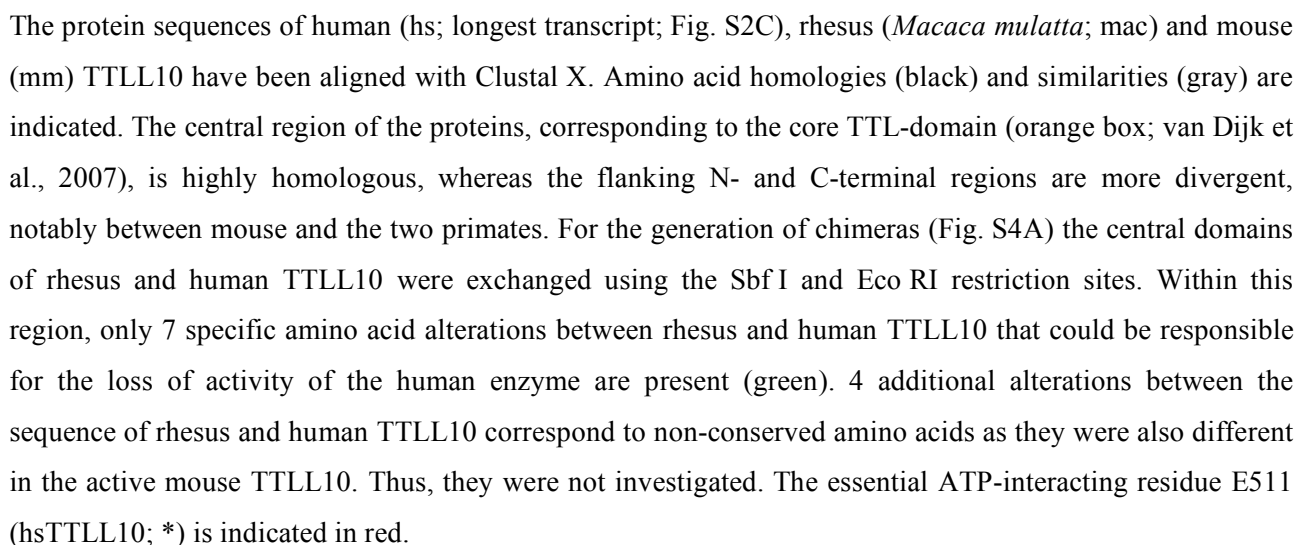 The protein sequences of human (hs; longest transcript; Fig. S2C), rhesus (Macaca mulatta; mac) and mouse
(mm) TTLL10 have been aligned with Clustal X. Amino acid homologies (black) and similarities (gray) are
indicated. The central region of the proteins, corresponding to the core TTL-domain (orange box; van Dijk et
al., 2007), is highly homologous, whereas the flanking N- and C-terminal regions are more divergent,
notably between mouse and the two primates. For the generation of chimeras (Fig. S4A) the central domains
of rhesus and human TTLL10 were exchanged using the Sbf I and Eco RI restriction sites. Within this
region, only 7 specific amino acid alterations between rhesus and human TTLL10 that could be responsible
for the loss of activity of the human enzyme are present (green). 4 additional alterations between the
sequence of rhesus and human TTLL10 correspond to non-conserved amino acids as they were also different
in the active mouse TTLL10. Thus, they were not investigated. The essential ATP-interacting residue E511
(hsTTLL10; *) is indicated in red.